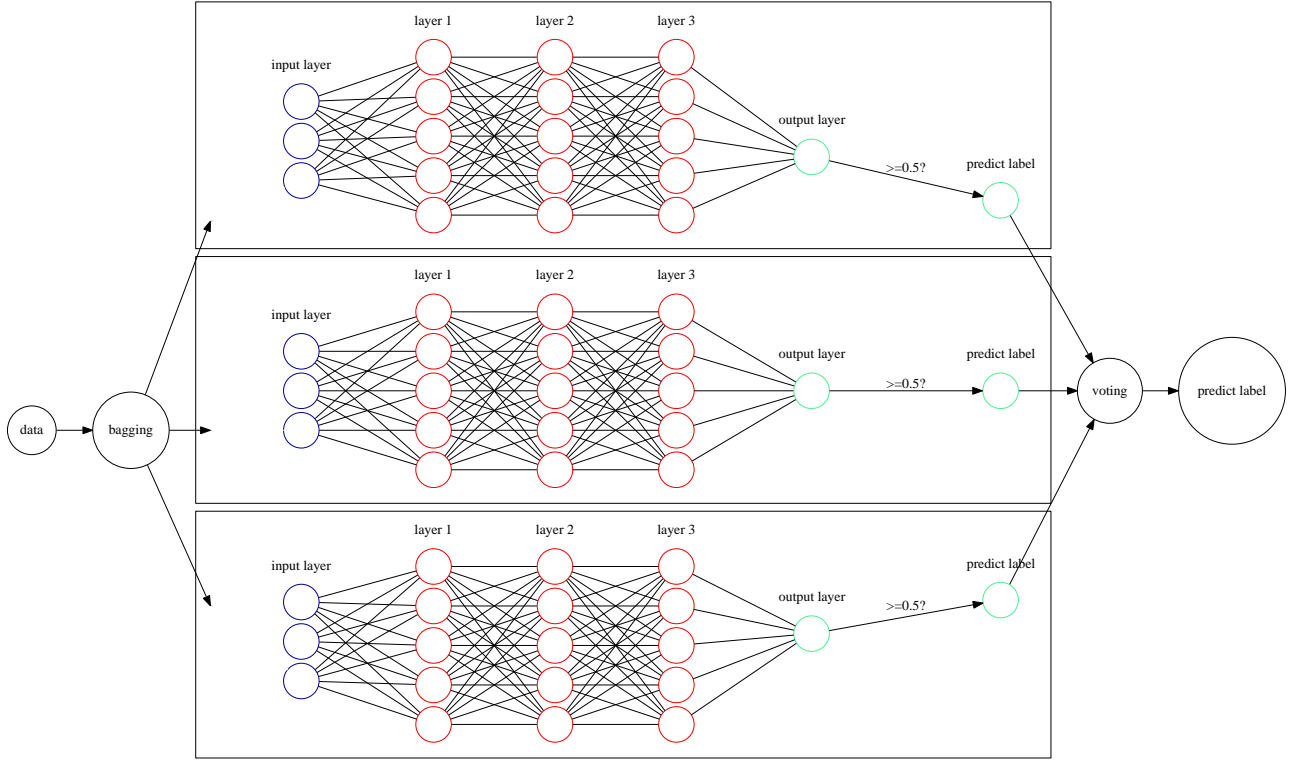 layer 1
layer 2
layer 3
input layer
output layer
>=0.5?
predict label
layer 1
layer 2
layer 3
input layer
output layer
>=0.5?
predict label
data
bagging
voting
predict label
layer 1
layer 2
layer 3
input layer
output layer
>=0.5?
predict label